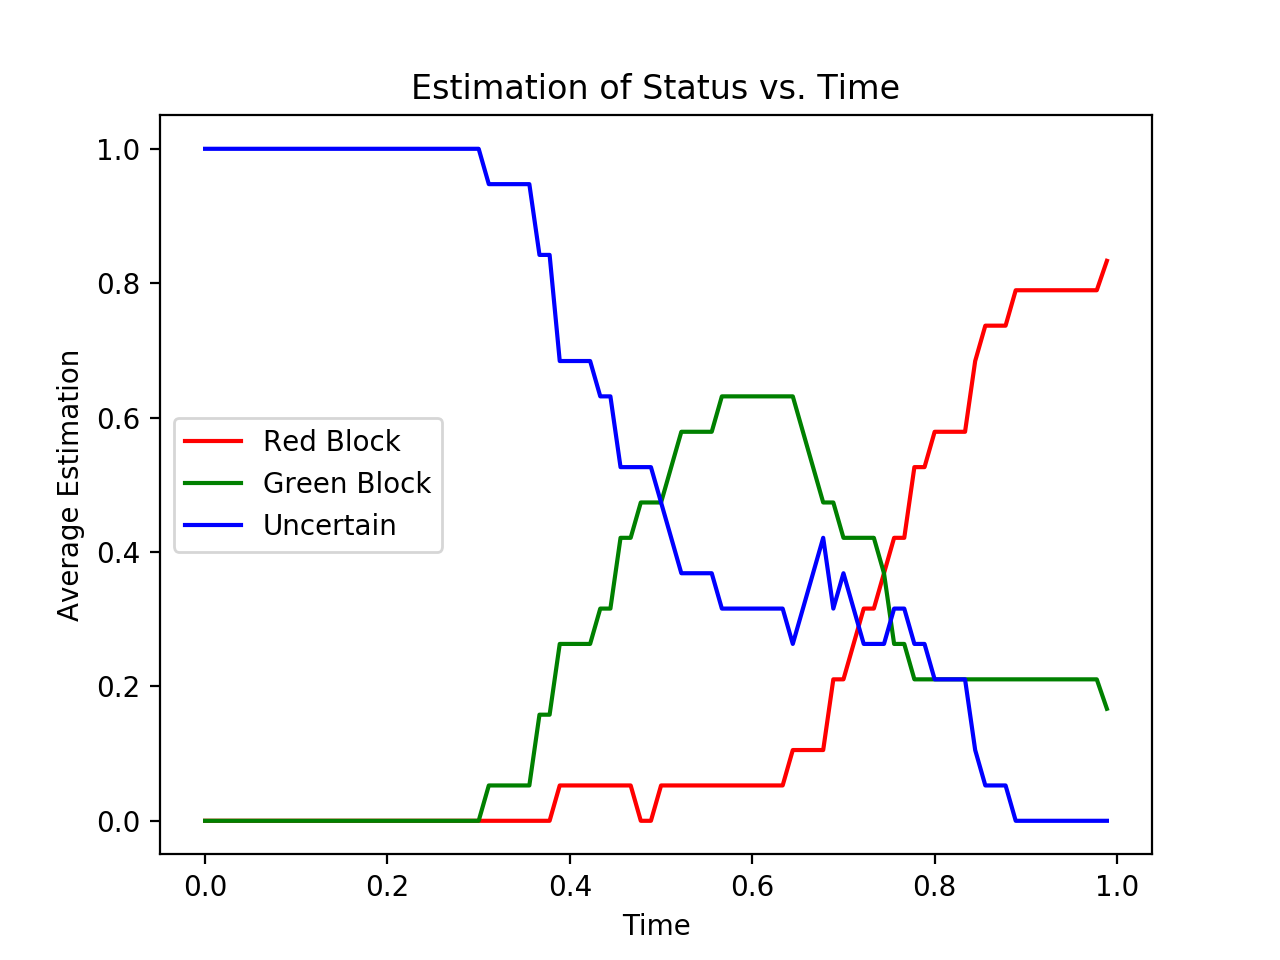 Estimation of Status vs. Time
1.0
0.8
0.6
0.4
0.2
0.0
Average Estimation
Red Block
Green Block
Uncertain
0.0 0.2 0.4 0.6 0.8 1.0
Time